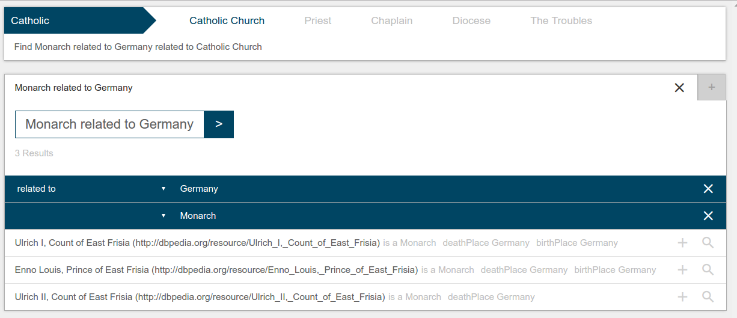 Catholic Catholic Church Priest Chaplain Diocese The Troubles
Find Monarch related to Germany related to Catholic Church
Monarch related to Germany
+
Monarch related to Germany >
3 Results
related to Germany
Monarch
Ulrich I, Count of East Frisia (http://dbpedia.org/resource/Ulrich_I,_Count_of_East_Frisia) is a Monarch deathPlace Germany birthPlace Germany
Enno Louis, Prince of East Frisia (http://dbpedia.org/resource/Enno_Louis,_Prince_of_East_Frisia) is a Monarch deathPlace Germany birthPlace Germany
Ulrich II, Count of East Frisia (http://dbpedia.org/resource/Ulrich_II,_Count_of_East_Frisia) is a Monarch deathPlace Germany